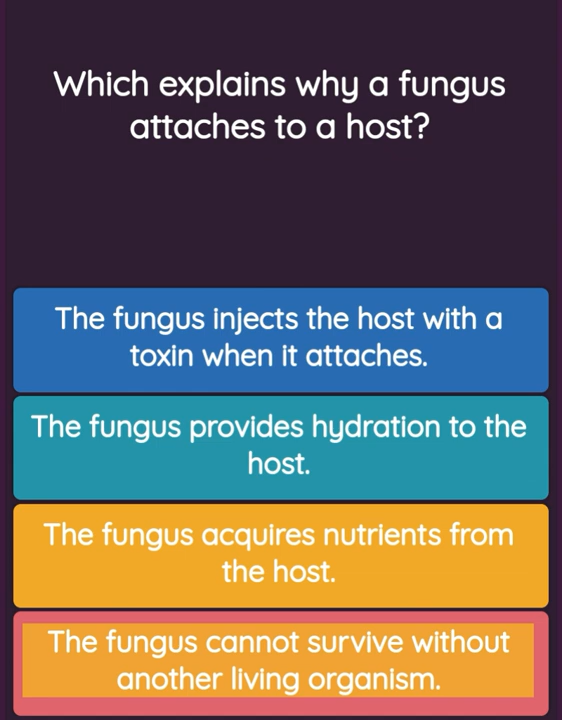 Which explains why a fungus
attaches to a host?
The fungus injects the host with a
toxin when it attaches.
The fungus provides hydration to the
host.
The fungus acquires nutrients from
the host.
The fungus cannot survive without
another living organism.